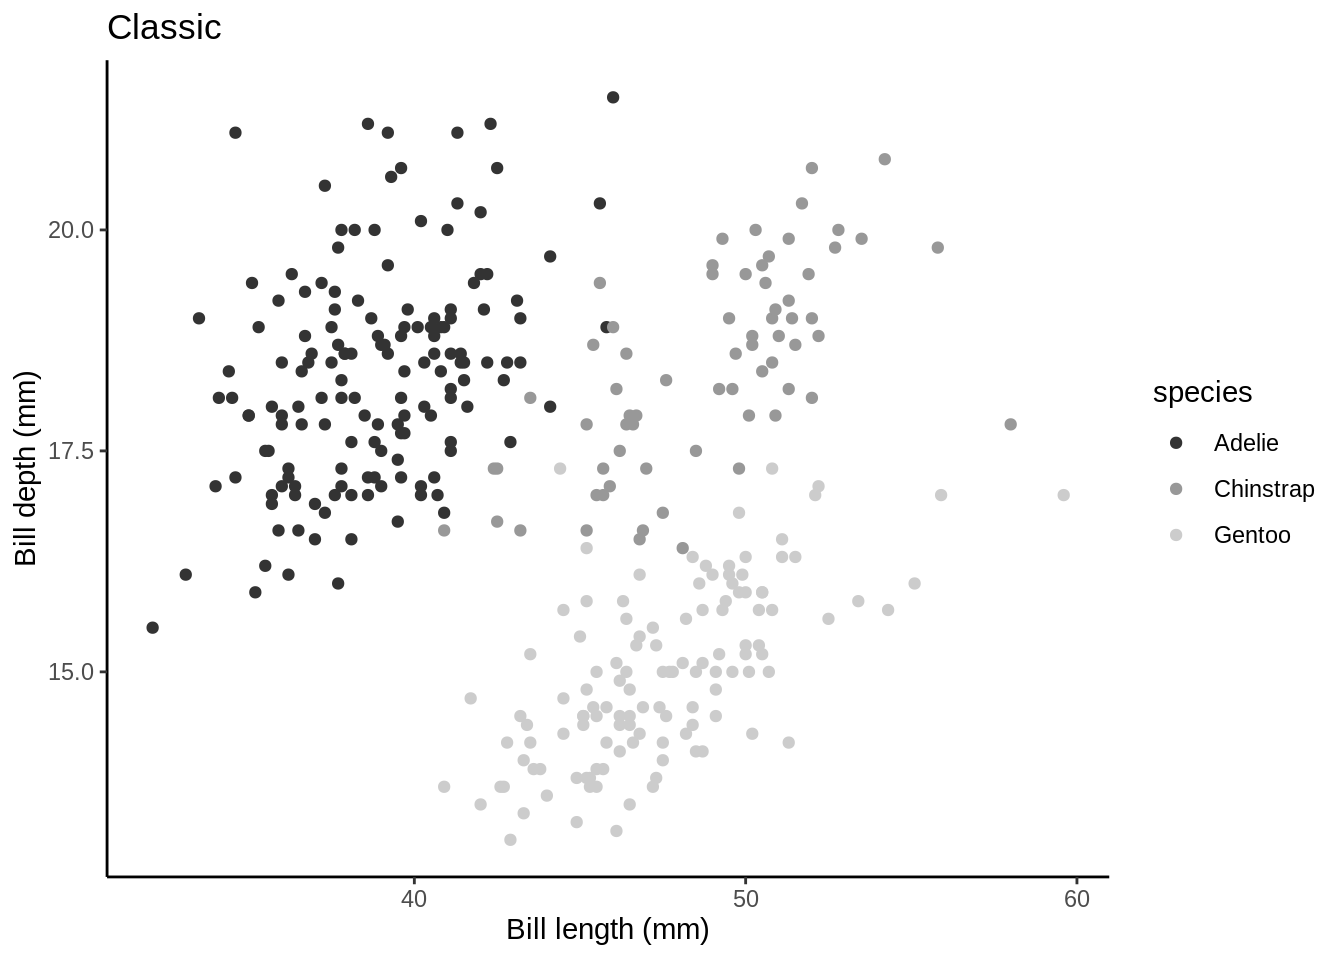 Classic
Bill depth (mm)
20.0
17.5
15.0
40
50
60
Bill length (mm)
species
Adelie
Chinstrap
Gentoo